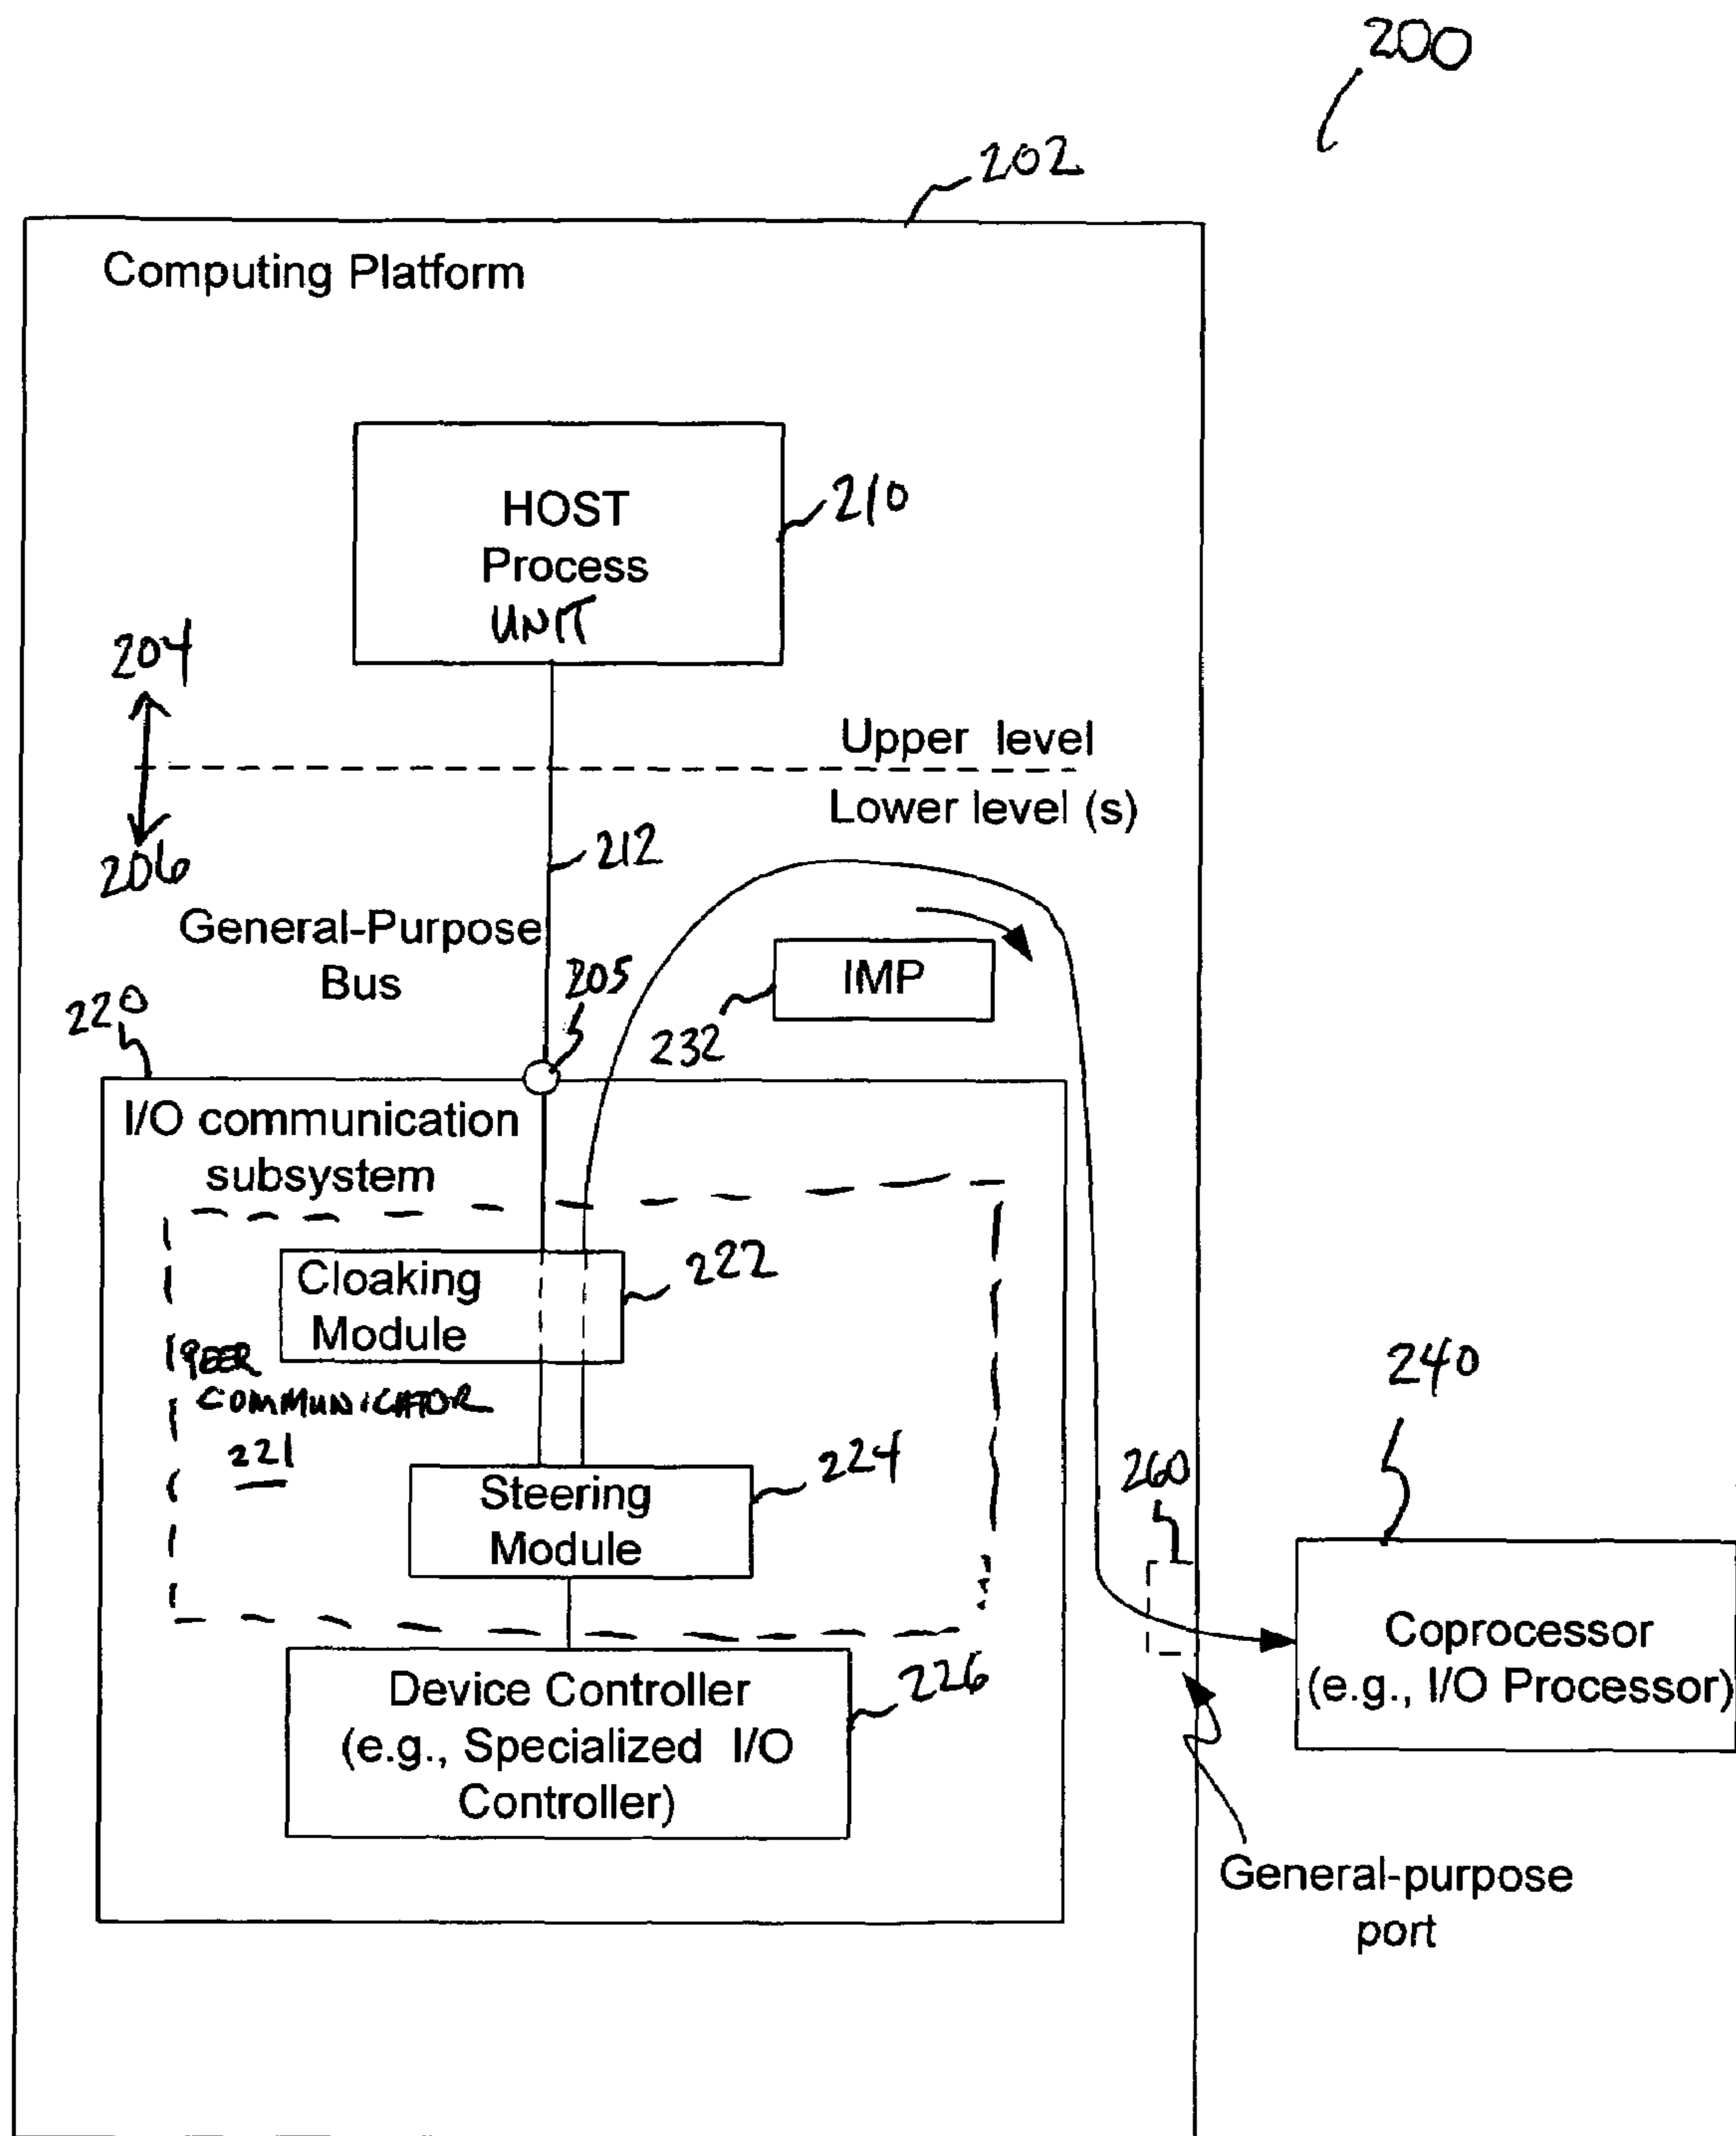 200
202
Computing Platform
HOST
Process
UNIT
210
204
Upper level
Lower level (s)
206
212
General-Purpose
Bus
205
IMP
232
220
I/O communication
subsystem
Cloaking
Module
222
PEER
COMMUNICATOR
221
Steering
Module
224
260
240
Device Controller
(e.g., Specialized I/O
Controller)
226
Coprocessor
(e.g., I/O Processor)
General-purpose
port